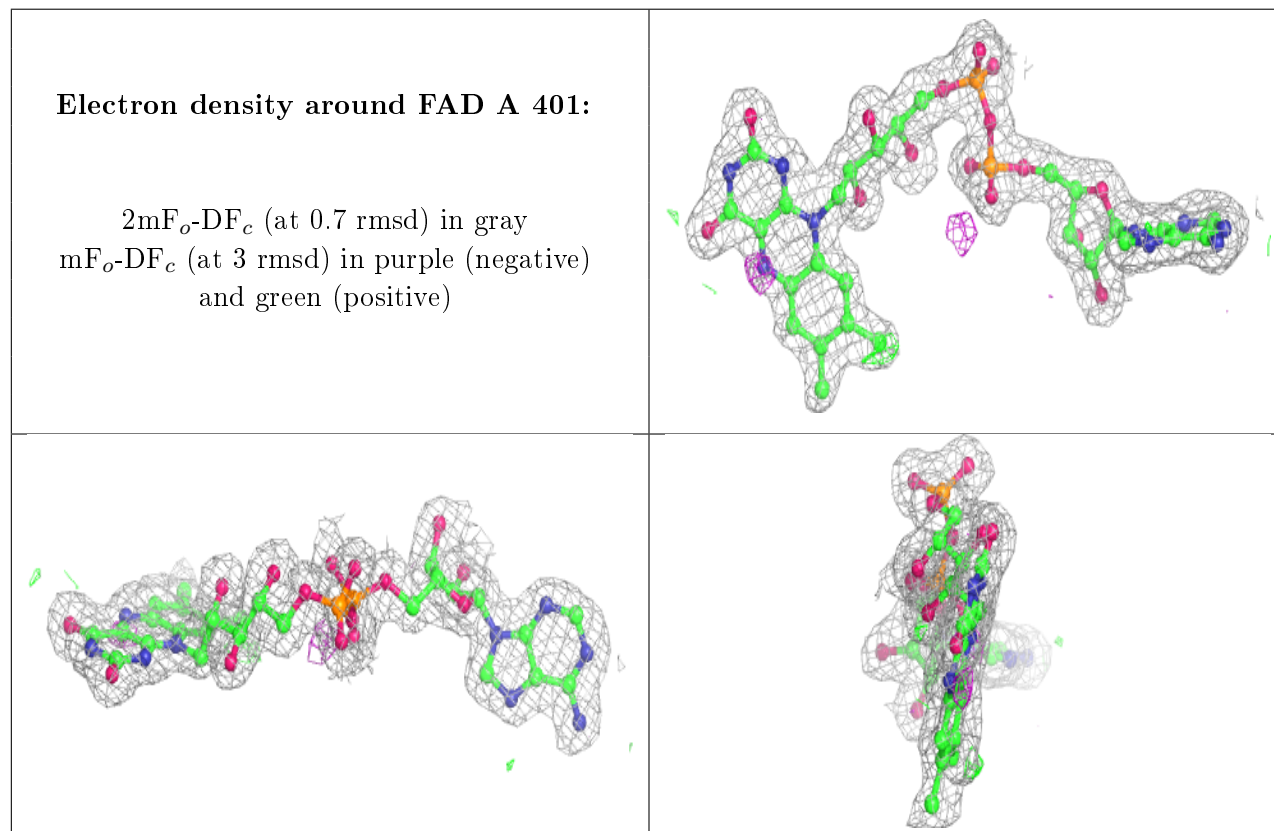 Electron density around FAD A 401:
2mFo-DFc (at 0.7 rmsd) in gray
mFo-DFc (at 3 rmsd) in purple (negative)
and green (positive)